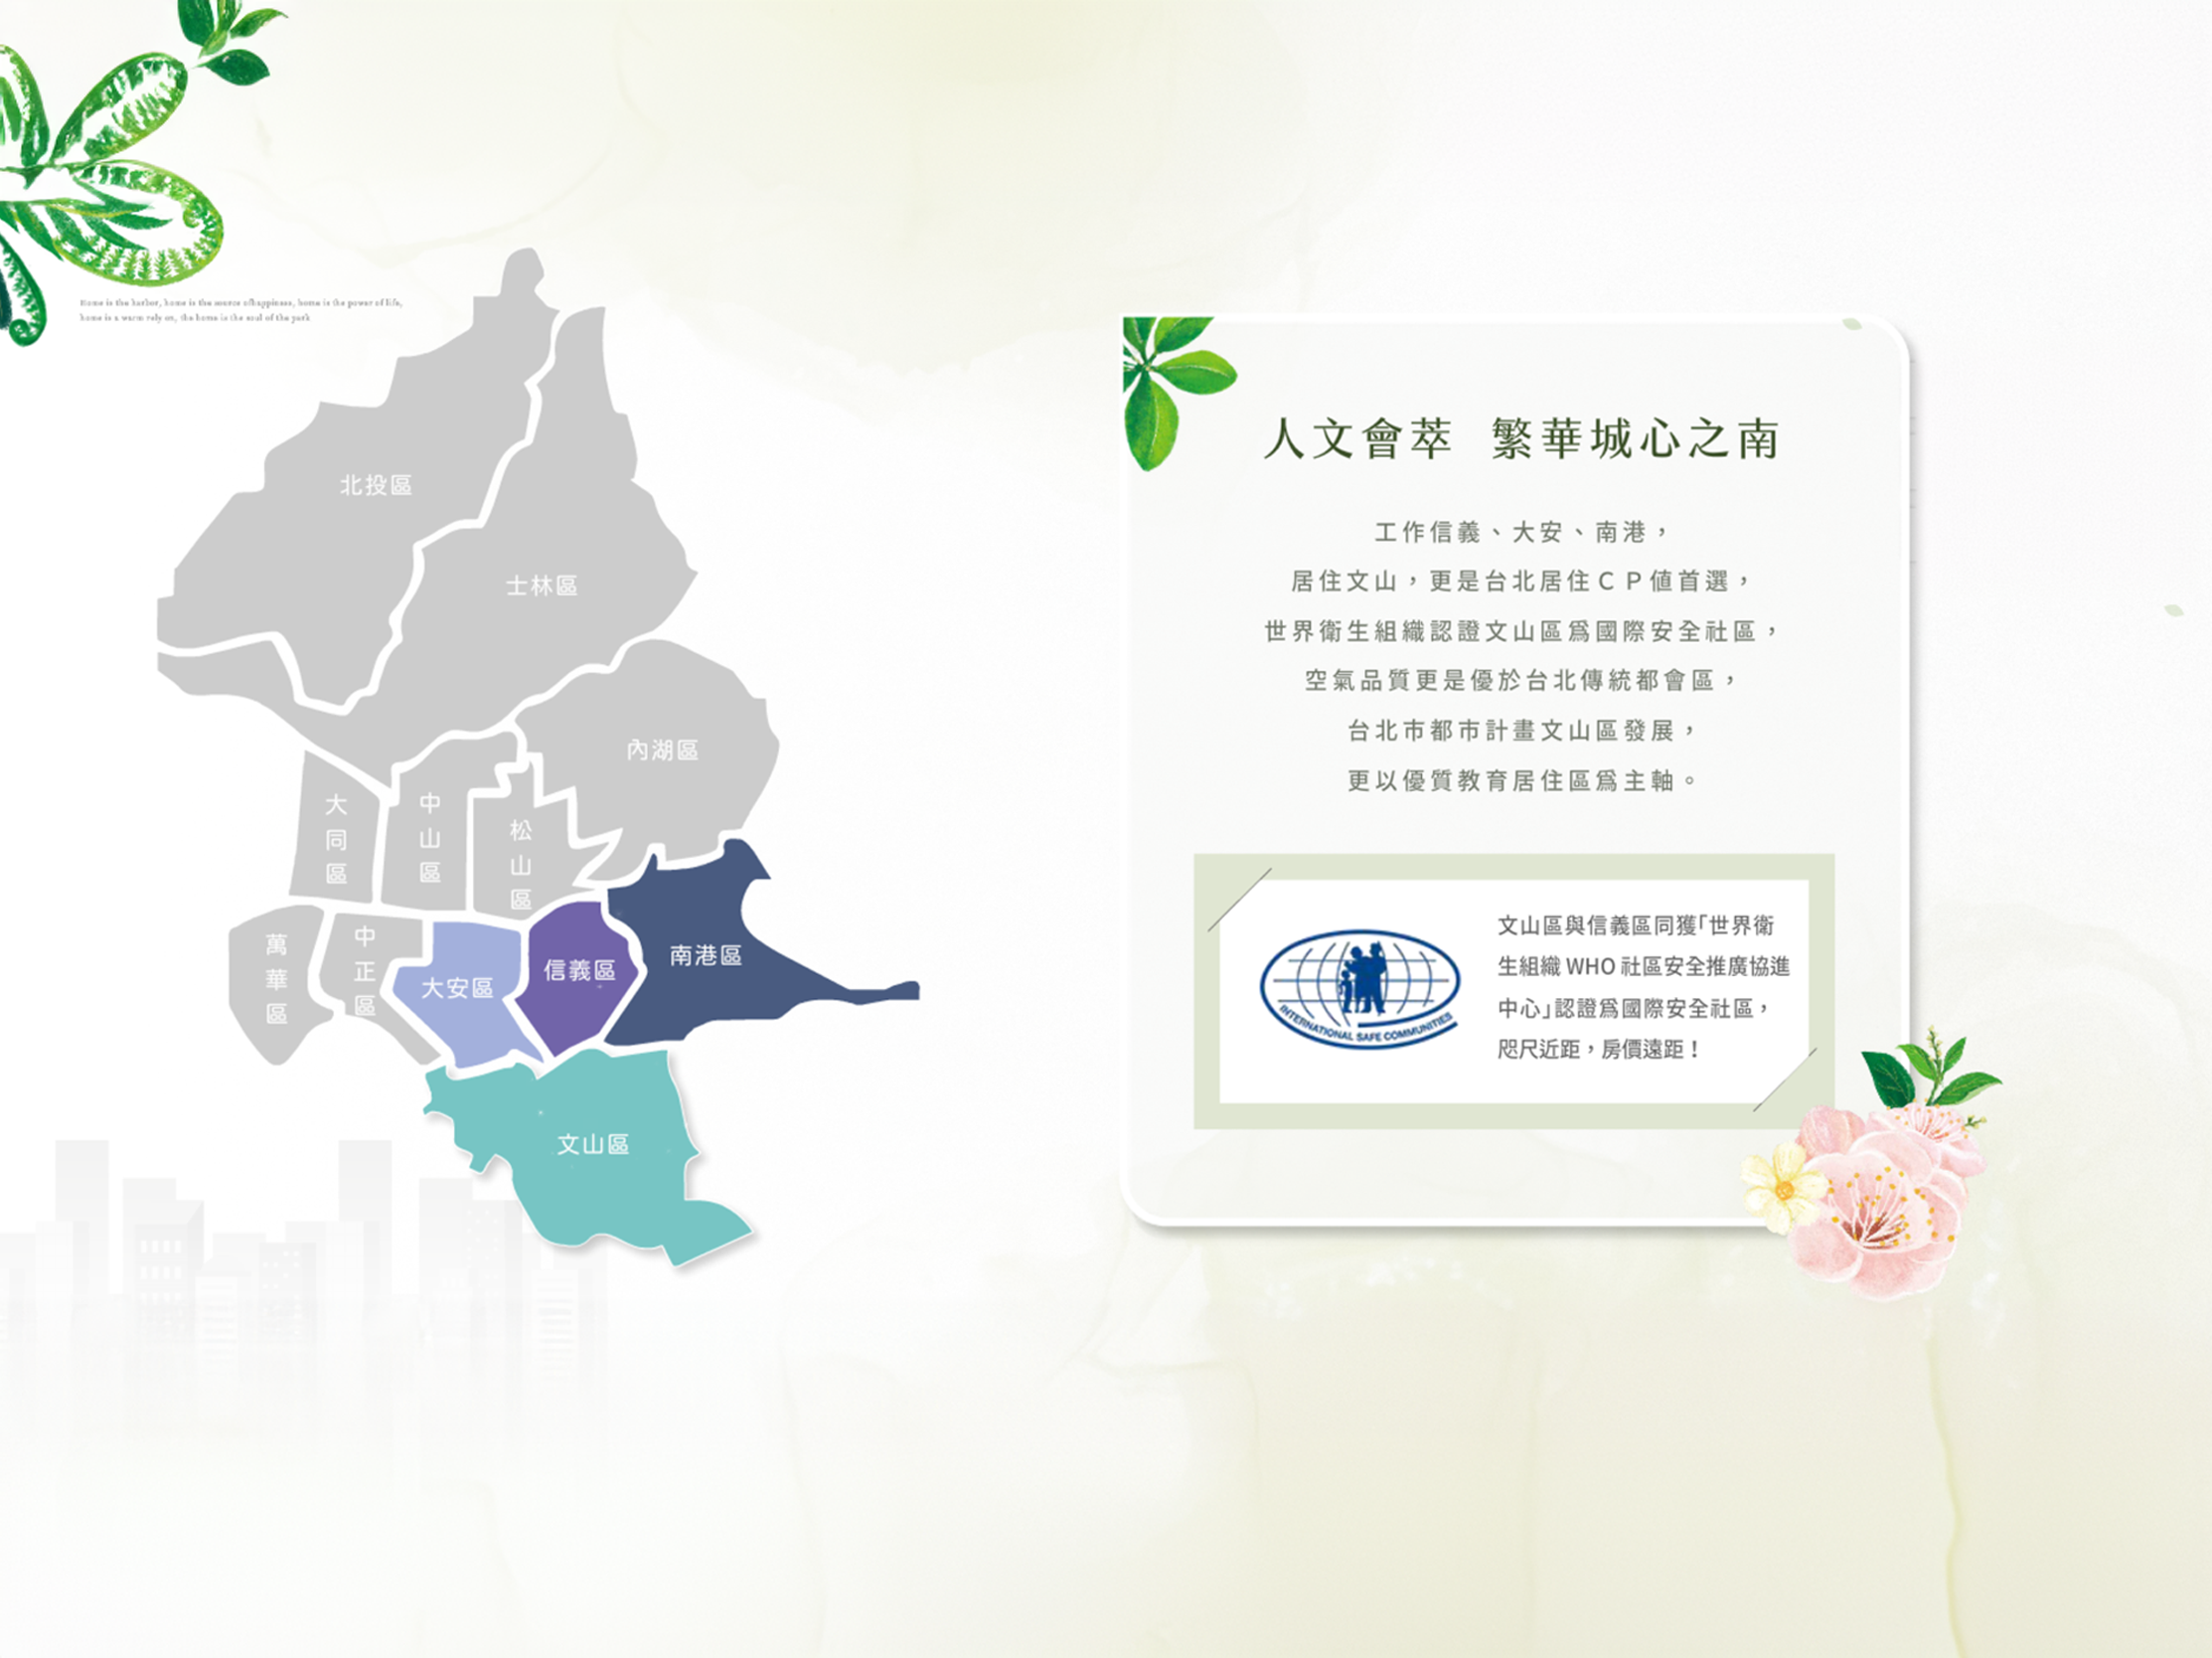 Home is the harbor, home is the source of happiness, home is the power of life,
home is a warm rely on, the home is the soul of the park
北投區
士林區
內湖區
大同區
中山區
松山區
南港區
信義區
大安區
中正區
萬華區
文山區
人文會萃 繁華城心之南
工作信義、大安、南港，
居住文山，更是台北居住ＣＰ值首選，
世界衛生組織認證文山區為國際安全社區，
空氣品質更是優於台北傳統都會區，
台北市都市計畫文山區發展，
更以優質教育居住區為主軸。
INTERNATIONAL SAFE COMMUNITIES
文山區與信義區同獲「世界衛
生組織 WHO 社區安全推廣協進
中心」認證為國際安全社區，
咫尺近距，房價遠距！